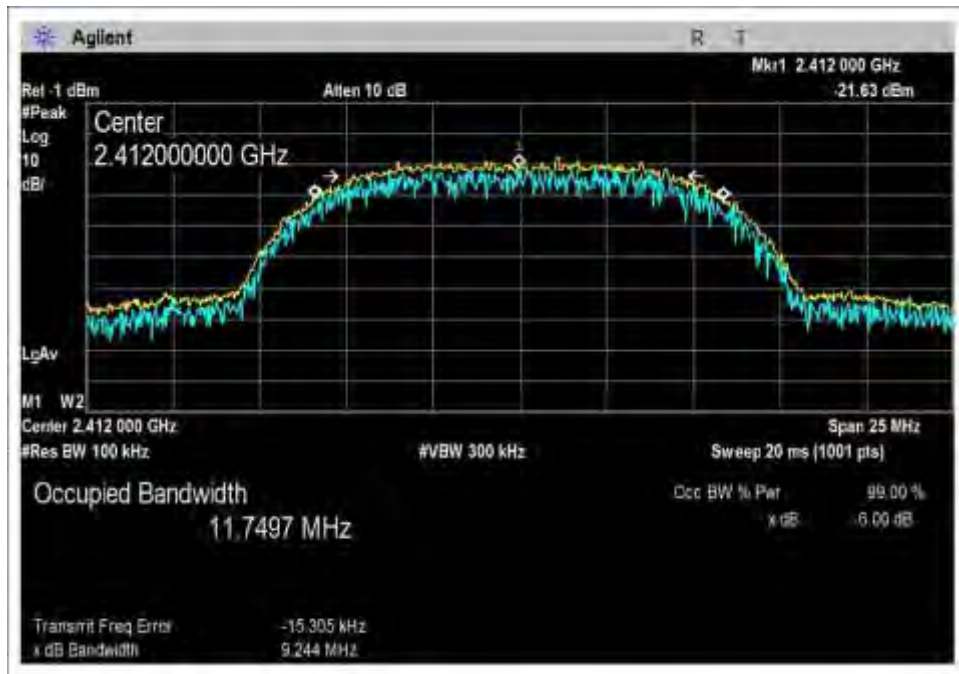 Agilent
R T
Mkr1 2.412 000 GHz
Ref -1 dBm Atten 10 dB -21.63 dBm
#Peak
Log
10
dB/
Center
2.412000000 GHz
1
LgAv
M1 W2
Center 2.412 000 GHz Span 25 MHz
#Res BW 100 kHz #VBW 300 kHz Sweep 20 ms (1001 pts)
Occupied Bandwidth Occ BW % Pwr 99.00 %
11.7497 MHz x dB -6.00 dB
Transmit Freq Error -15.305 kHz
x dB Bandwidth 9.244 MHz